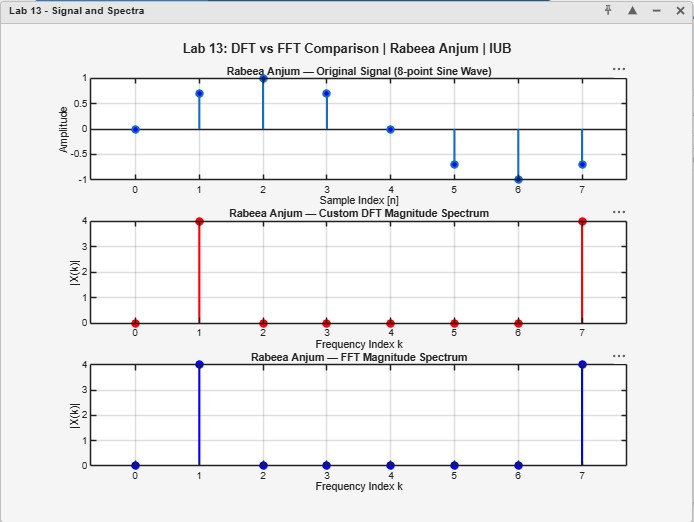 Lab 13 - Signal and Spectra
Lab 13: DFT vs FFT Comparison | Rabeea Anjum | IUB
Rabeea Anjum — Original Signal (8-point Sine Wave)
Amplitude
1
0.5
0
-0.5
-1
0 1 2 3 4 5 6 7
Sample Index [n]
Rabeea Anjum — Custom DFT Magnitude Spectrum
|X(k)|
4
3
2
1
0
0 1 2 3 4 5 6 7
Frequency Index k
Rabeea Anjum — FFT Magnitude Spectrum
|X(k)|
4
3
2
1
0
0 1 2 3 4 5 6 7
Frequency Index k